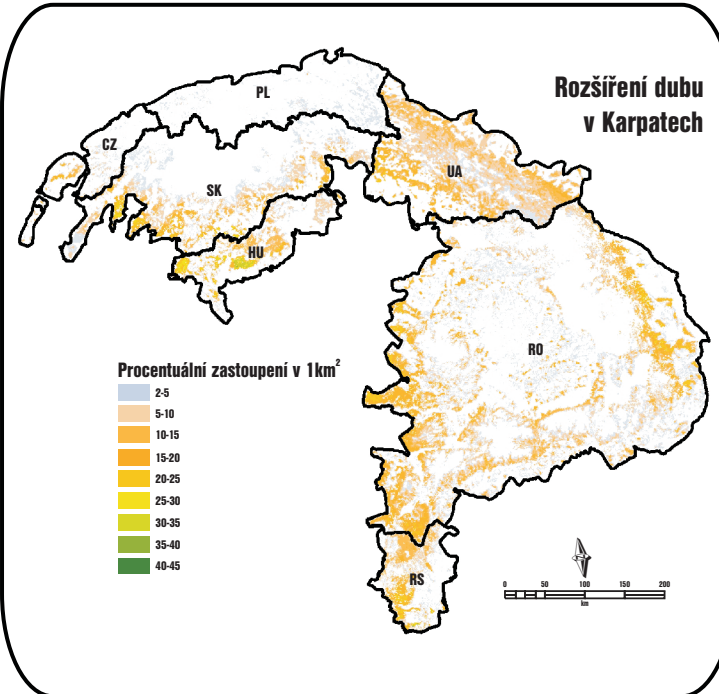 Rozšíření dubu
v Karpatech
PL
CZ
SK
UA
HU
RO
RS
Procentuální zastoupení v 1km²
2-5
5-10
10-15
15-20
20-25
25-30
30-35
35-40
40-45
0 50 100 150 200
km